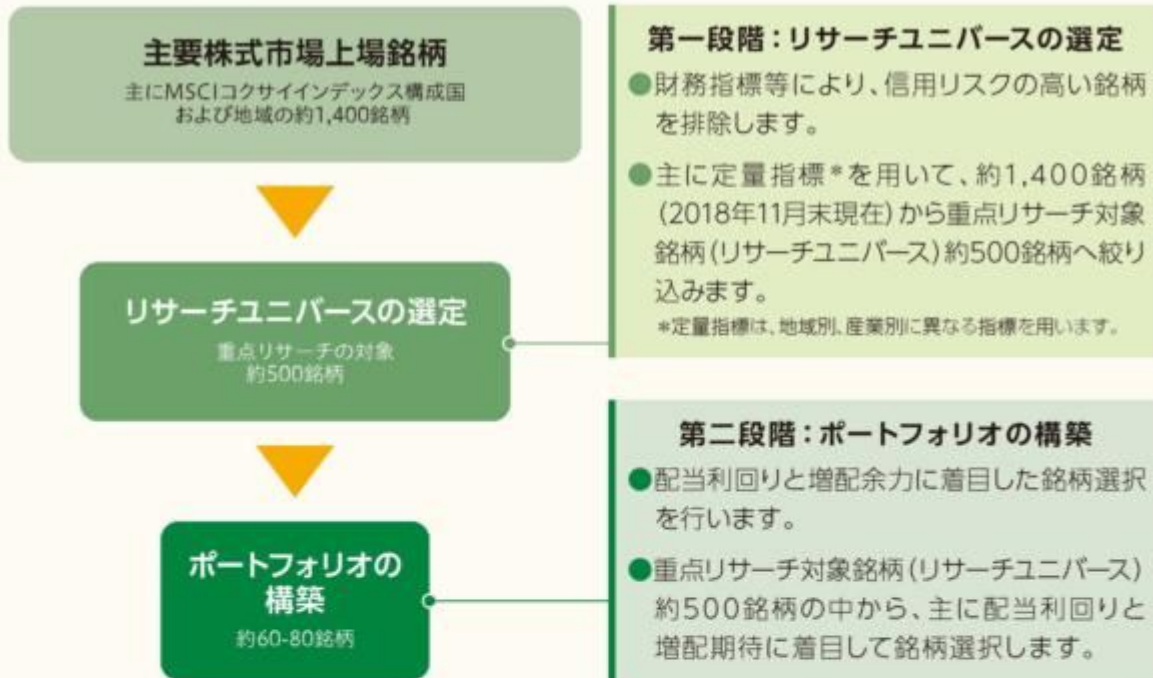 主要株式市場上場銘柄
主にMSCIコクサイインデックス構成国
および地域の約1,400銘柄
リサーチユニバースの選定
重点リサーチの対象
約500銘柄
ポートフォリオの
構築
約60-80銘柄
第一段階:リサーチユニバースの選定
●財務指標等により、信用リスクの高い銘柄
を排除します。
●主に定量指標*を用いて、約1,400銘柄
(2018年11月末現在)から重点リサーチ対象
銘柄(リサーチユニバース)約500銘柄へ絞り
込みます。
*定量指標は、地域別、産業別に異なる指標を用います。
第二段階:ポートフォリオの構築
●配当利回りと増配余力に着目した銘柄選択
を行います。
●重点リサーチ対象銘柄(リサーチユニバース)
約500銘柄の中から、主に配当利回りと
増配期待に着目して銘柄選択します。